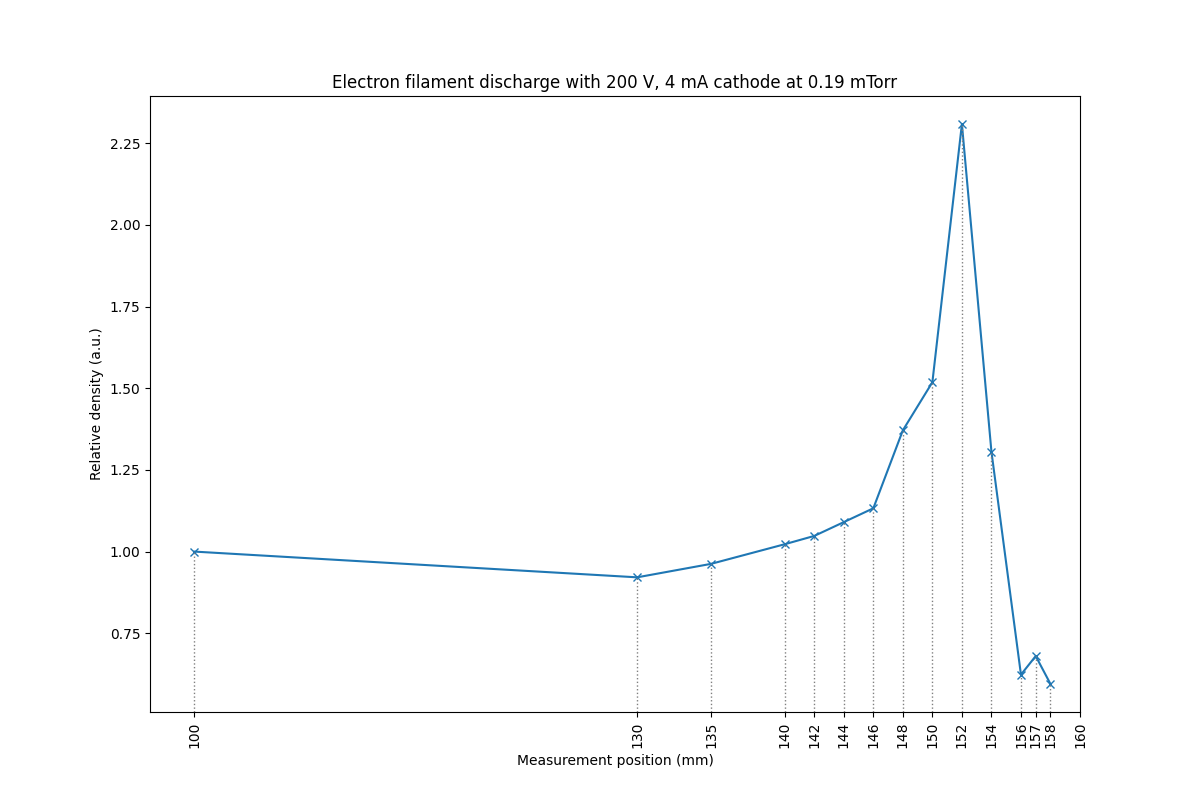 Electron filament discharge with 200 V, 4 mA cathode at 0.19 mTorr
2.25
2.00
1.75
1.50
1.25
1.00
0.75
Relative density (a.u.)
100 130 135 140 142 144 146 148 150 152 154 156 157 158 160
Measurement position (mm)